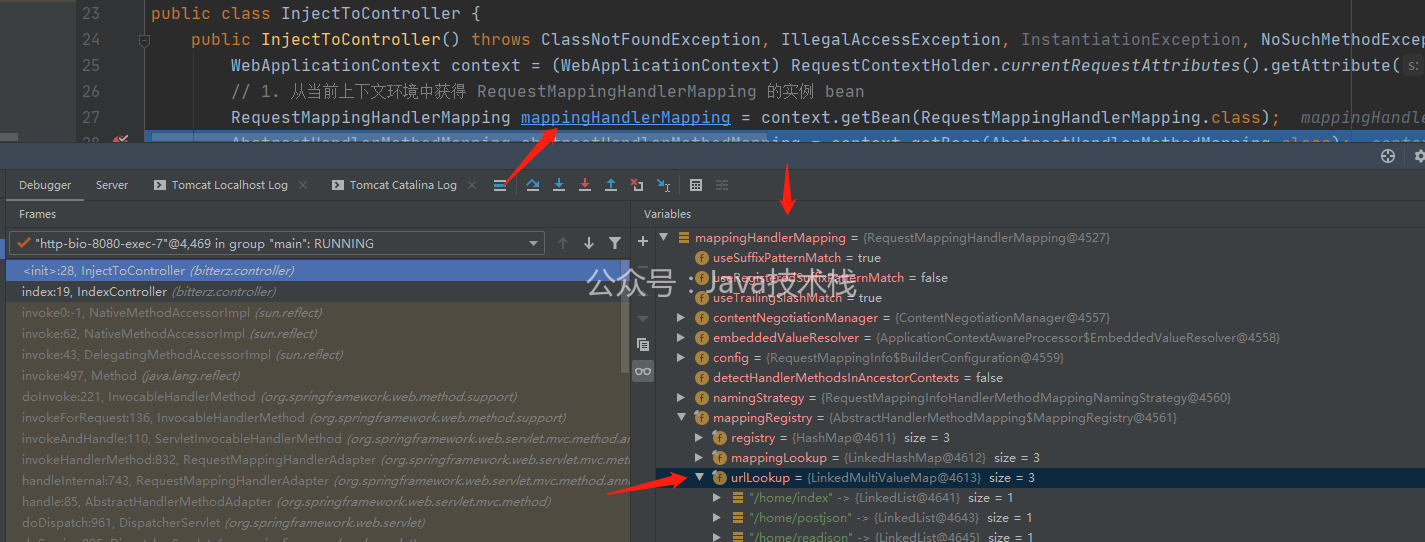 23 public class InjectToController {
24 public InjectToController() throws ClassNotFoundException, IllegalAccessException, InstantiationException, NoSuchMethodExcep
25 WebApplicationContext context = (WebApplicationContext) RequestContextHolder.currentRequestAttributes().getAttribute( s:
26 // 1. 从当前上下文环境中获得 RequestMappingHandlerMapping 的实例 bean
27 RequestMappingHandlerMapping mappingHandlerMapping = context.getBean(RequestMappingHandlerMapping.class); mappingHandle
Debugger Server Tomcat Localhost Log Tomcat Catalina Log
Frames
"http-bio-8080-exec-7"@4,469 in group "main": RUNNING
<init>:28, InjectToController (bitterz.controller)
index:19, IndexController (bitterz.controller)
invoke0:-1, NativeMethodAccessorImpl (sun.reflect)
invoke:62, NativeMethodAccessorImpl (sun.reflect)
invoke:43, DelegatingMethodAccessorImpl (sun.reflect)
invoke:497, Method (java.lang.reflect)
doInvoke:221, InvocableHandlerMethod (org.springframework.web.method.support)
invokeForRequest:136, InvocableHandlerMethod (org.springframework.web.method.support)
invokeAndHandle:110, ServletInvocableHandlerMethod (org.springframework.web.servlet.mvc.method.ann
invokeHandlerMethod:832, RequestMappingHandlerAdapter (org.springframework.web.servlet.mvc.metho
handleInternal:743, RequestMappingHandlerAdapter (org.springframework.web.servlet.mvc.method.anno
handle:85, AbstractHandlerMethodAdapter (org.springframework.web.servlet.mvc.method)
doDispatch:961, DispatcherServlet (org.springframework.web.servlet)
Variables
mappingHandlerMapping = {RequestMappingHandlerMapping@4527}
useSuffixPatternMatch = true
useRegisteredSuffixPatternMatch = false
useTrailingSlashMatch = true
contentNegotiationManager = {ContentNegotiationManager@4557}
embeddedValueResolver = {ApplicationContextAwareProcessor$EmbeddedValueResolver@4558}
config = {RequestMappingInfo$BuilderConfiguration@4559}
detectHandlerMethodsInAncestorContexts = false
namingStrategy = {RequestMappingInfoHandlerMethodMappingNamingStrategy@4560}
mappingRegistry = {AbstractHandlerMethodMapping$MappingRegistry@4561}
registry = {HashMap@4611} size = 3
mappingLookup = {LinkedHashMap@4612} size = 3
urlLookup = {LinkedMultiValueMap@4613} size = 3
"/home/index" -> {LinkedList@4641} size = 1
"/home/postjson" -> {LinkedList@4643} size = 1
"/home/readjson" -> {LinkedList@4645} size = 1
公众号：Java技术栈